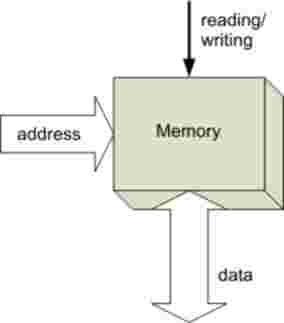 reading/
writing
address
Memory
data